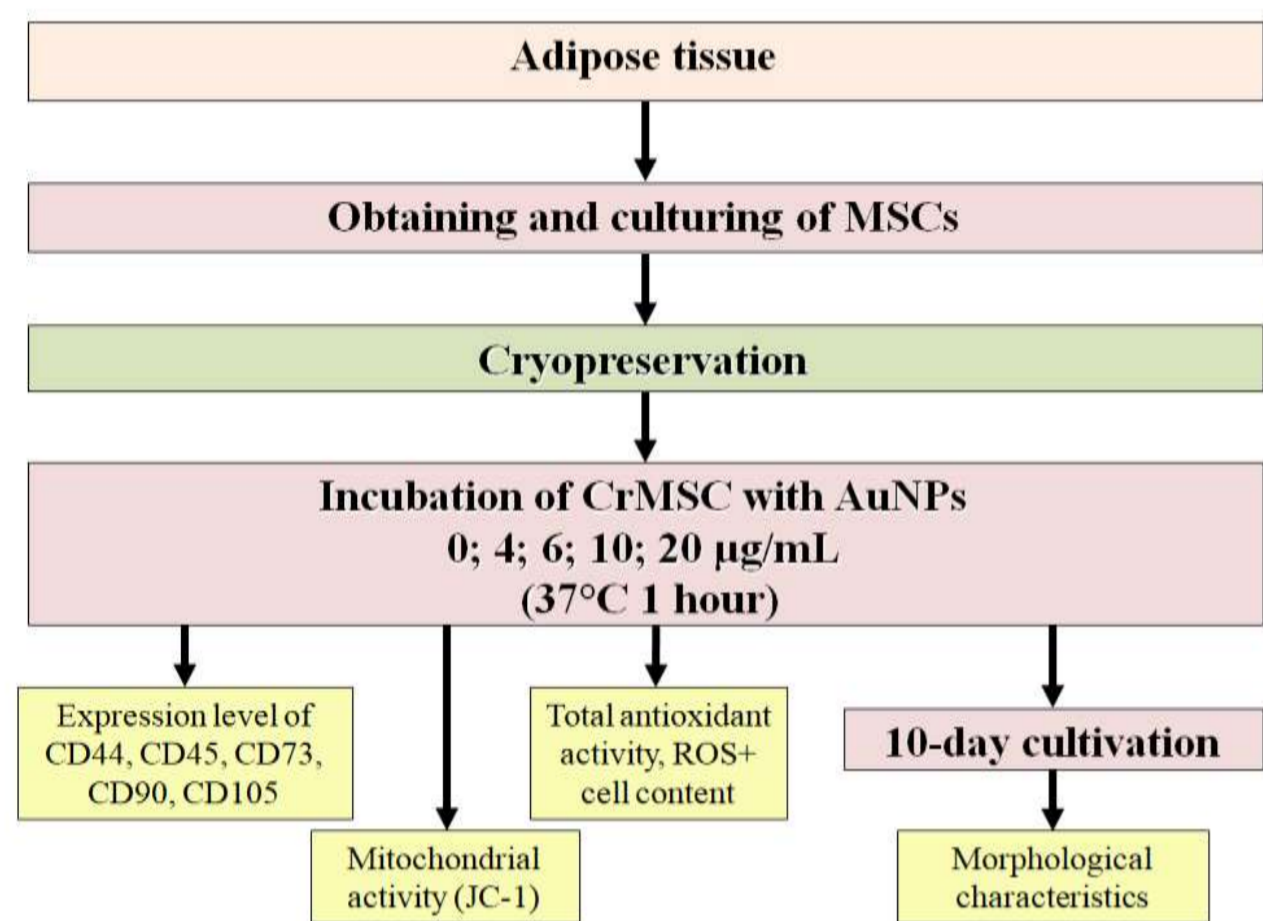 Adipose tissue
Obtaining and culturing of MSCs
Cryopreservation
Incubation of CrMSC with AuNPs
0; 4; 6; 10; 20 µg/mL
(37°C 1 hour)
Expression level of
CD44, CD45, CD73,
CD90, CD105
Mitochondrial
activity (JC-1)
Total antioxidant
activity, ROS+
cell content
10-day cultivation
Morphological
characteristics